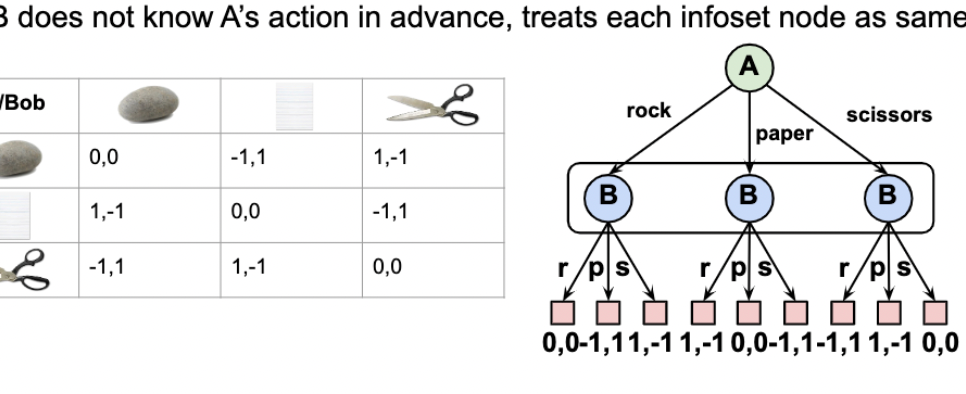 B does not know A's action in advance, treats each infoset node as same
/Bob
0,0 -1,1 1,-1
1,-1 0,0 -1,1
-1,1 1,-1 0,0
A
rock paper scissors
B B B
r p s r p s r p s
0,0-1,11,-1 1,-1 0,0-1,1-1,1 1,-1 0,0